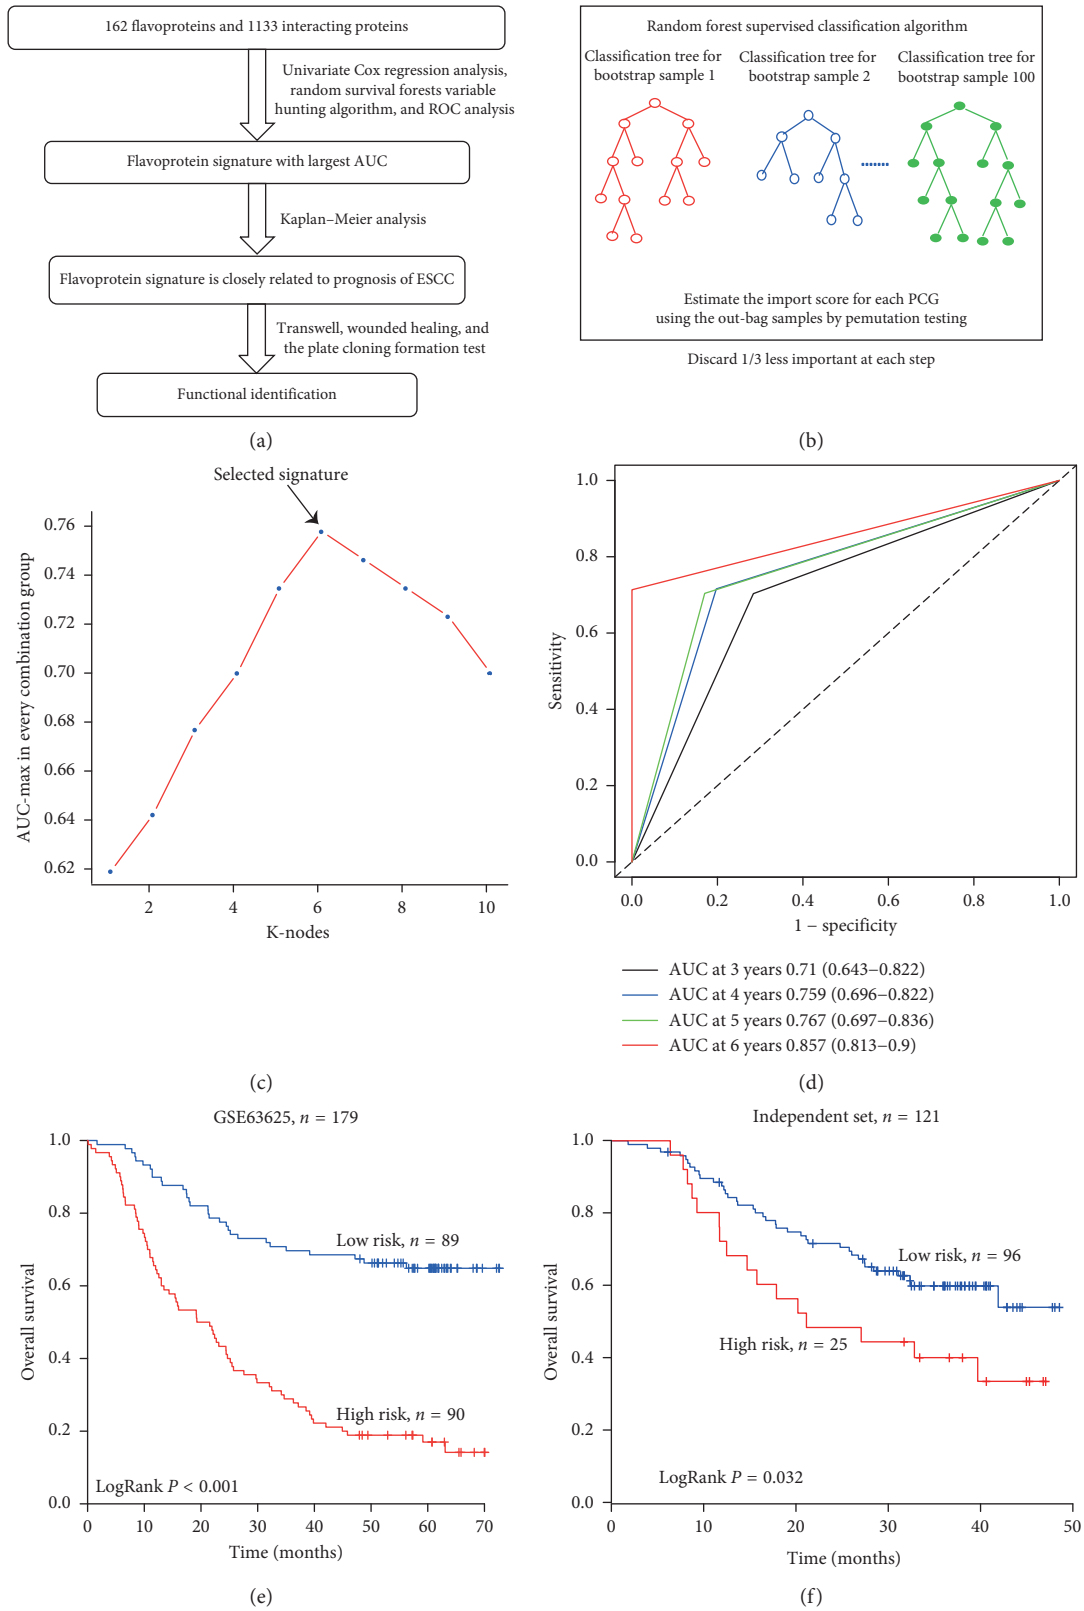 162 flavoproteins and 1133 interacting proteins
Univariate Cox regression analysis,
random survival forests variable
hunting algorithm, and ROC analysis
Flavoprotein signature with largest AUC
Kaplan–Meier analysis
Flavoprotein signature is closely related to prognosis of ESCC
Transwell, wounded healing, and
the plate cloning formation test
Functional identification
(a)
Random forest supervised classification algorithm
Classification tree for
bootstrap sample 1
Classification tree for
bootstrap sample 2
Classification tree for
bootstrap sample 100
Estimate the import score for each PCG
using the out-bag samples by pemutation testing
Discard 1/3 less important at each step
(b)
Selected signature
AUC-max in every combination group
0.76
0.74
0.72
0.70
0.68
0.66
0.64
0.62
2 4 6 8 10
K-nodes
(c)
Sensitivity
1.0
0.8
0.6
0.4
0.2
0.0
0.0 0.2 0.4 0.6 0.8 1.0
1 − specificity
AUC at 3 years 0.71 (0.643−0.822)
AUC at 4 years 0.759 (0.696−0.822)
AUC at 5 years 0.767 (0.697−0.836)
AUC at 6 years 0.857 (0.813−0.9)
(d)
GSE63625, n = 179
Overall survival
1.0
0.8
0.6
0.4
0.2
0.0
Low risk, n = 89
High risk, n = 90
LogRank P < 0.001
0 10 20 30 40 50 60 70
Time (months)
(e)
Independent set, n = 121
Overall survival
1.0
0.8
0.6
0.4
0.2
0.0
Low risk, n = 96
High risk, n = 25
LogRank P = 0.032
0 10 20 30 40 50
Time (months)
(f)